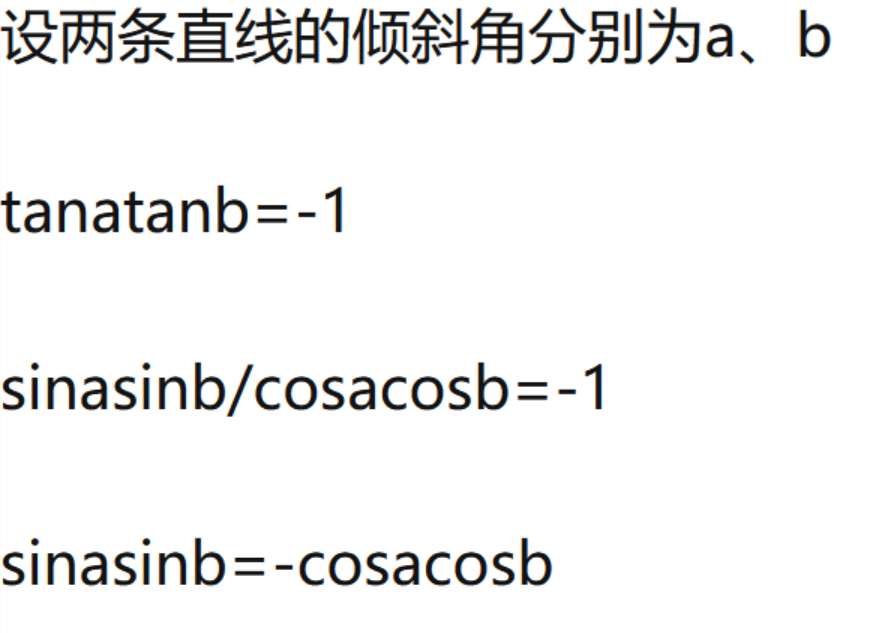 设两条直线的倾斜角分别为a、b
tanatanb=-1
sinasinb/cosacosb=-1
sinasinb=-cosacosb